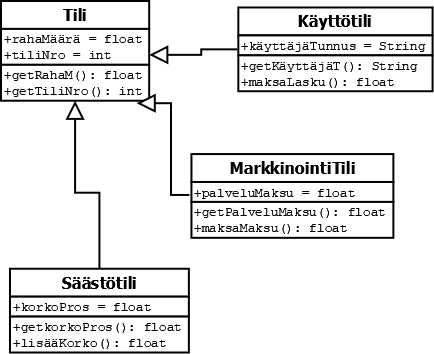 Tili
+rahaMäärä = float
+tiliNro = int
+getRahaM(): float
+getTiliNro(): int
Käyttötili
+käyttäjäTunnus = String
+getKäyttäjäT(): String
+maksaLasku(): float
MarkkinointiTili
+palveluMaksu = float
+getPalveluMaksu(): float
+maksaMaksu(): float
Säästötili
+korkoPros = float
+getkorkoPros(): float
+lisääKorko(): float